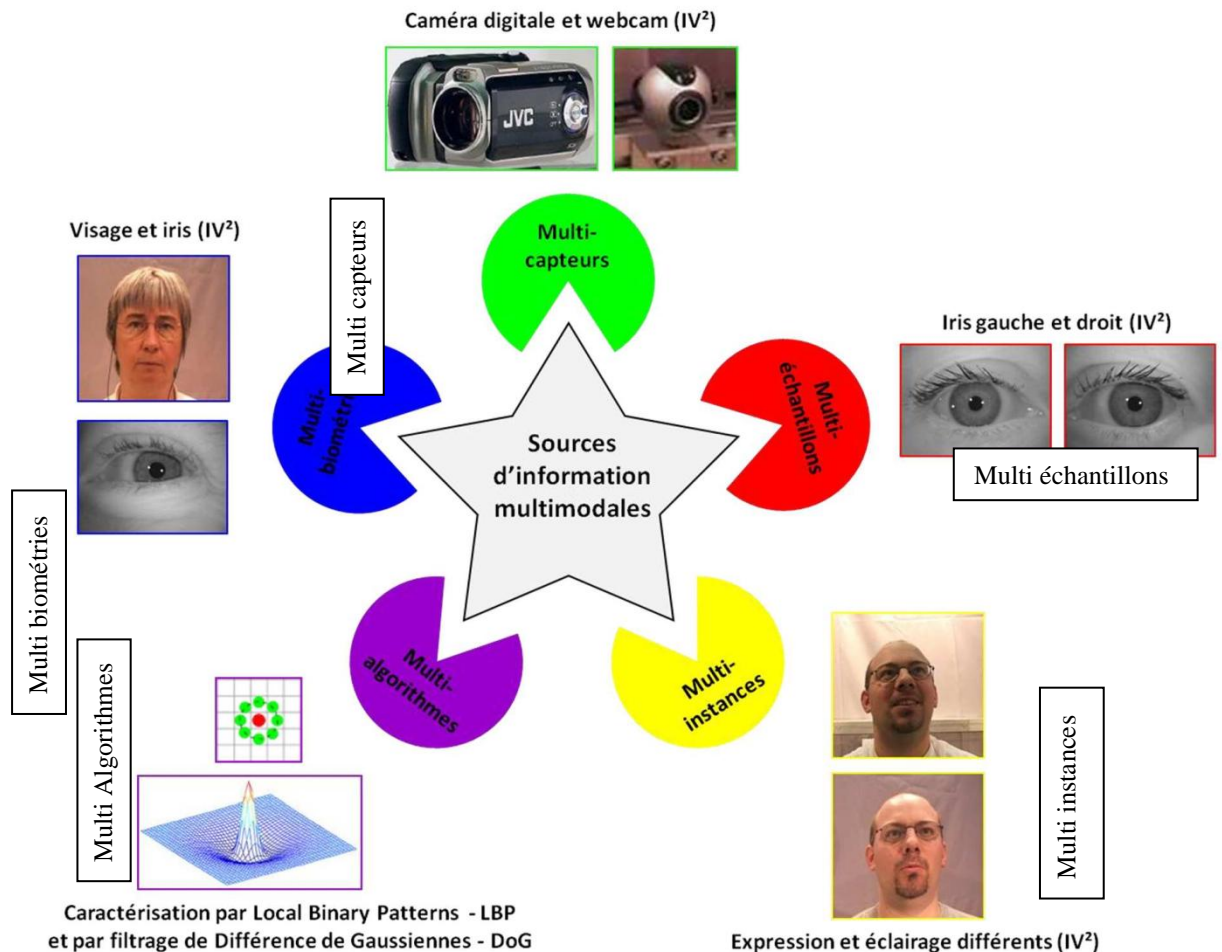 Caméra digitale et webcam (IV²)
JVC
Visage et iris (IV²)
Multi capteurs
Multi-
capteurs
Iris gauche et droit (IV²)
Multi-
échantillons
Multi-
biométri
Sources
d'information
multimodales
Multi échantillons
Multi biométries
Multi-
algorithmes
Multi-
instances
Multi Algorithmes
Multi instances
Caractérisation par Local Binary Patterns - LBP
et par filtrage de Différence de Gaussiennes - DoG
Expression et éclairage différents (IV²)